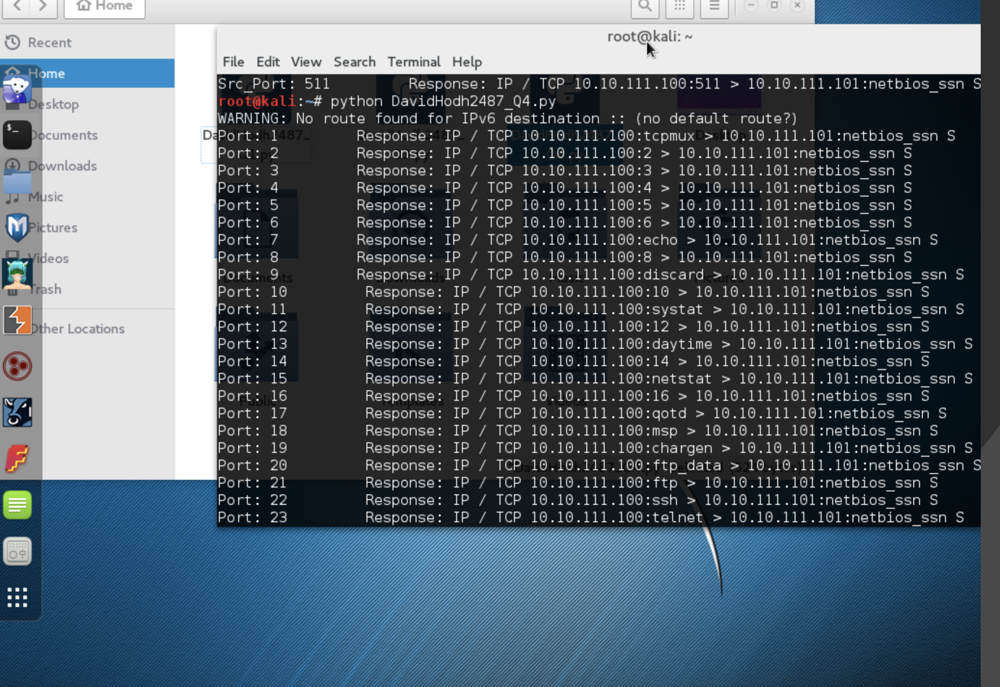 Home
Recent
Home
Desktop
Documents
Downloads
Music
Pictures
Videos
Trash
Other Locations
root@kali: ~
File Edit View Search Terminal Help
Src_Port: 511 Response: IP / TCP 10.10.111.100:511 > 10.10.111.101:netbios_ssn S
root@kali:~# python DavidHodh2487_Q4.py
WARNING: No route found for IPv6 destination :: (no default route?)
Port: 1 Response: IP / TCP 10.10.111.100:tcpmux > 10.10.111.101:netbios_ssn S
Port: 2 Response: IP / TCP 10.10.111.100:2 > 10.10.111.101:netbios_ssn S
Port: 3 Response: IP / TCP 10.10.111.100:3 > 10.10.111.101:netbios_ssn S
Port: 4 Response: IP / TCP 10.10.111.100:4 > 10.10.111.101:netbios_ssn S
Port: 5 Response: IP / TCP 10.10.111.100:5 > 10.10.111.101:netbios_ssn S
Port: 6 Response: IP / TCP 10.10.111.100:6 > 10.10.111.101:netbios_ssn S
Port: 7 Response: IP / TCP 10.10.111.100:echo > 10.10.111.101:netbios_ssn S
Port: 8 Response: IP / TCP 10.10.111.100:8 > 10.10.111.101:netbios_ssn S
Port: 9 Response: IP / TCP 10.10.111.100:discard > 10.10.111.101:netbios_ssn S
Port: 10 Response: IP / TCP 10.10.111.100:10 > 10.10.111.101:netbios_ssn S
Port: 11 Response: IP / TCP 10.10.111.100:systat > 10.10.111.101:netbios_ssn S
Port: 12 Response: IP / TCP 10.10.111.100:12 > 10.10.111.101:netbios_ssn S
Port: 13 Response: IP / TCP 10.10.111.100:daytime > 10.10.111.101:netbios_ssn S
Port: 14 Response: IP / TCP 10.10.111.100:14 > 10.10.111.101:netbios_ssn S
Port: 15 Response: IP / TCP 10.10.111.100:netstat > 10.10.111.101:netbios_ssn S
Port: 16 Response: IP / TCP 10.10.111.100:16 > 10.10.111.101:netbios_ssn S
Port: 17 Response: IP / TCP 10.10.111.100:qotd > 10.10.111.101:netbios_ssn S
Port: 18 Response: IP / TCP 10.10.111.100:msp > 10.10.111.101:netbios_ssn S
Port: 19 Response: IP / TCP 10.10.111.100:chargen > 10.10.111.101:netbios_ssn S
Port: 20 Response: IP / TCP 10.10.111.100:ftp_data > 10.10.111.101:netbios_ssn S
Port: 21 Response: IP / TCP 10.10.111.100:ftp > 10.10.111.101:netbios_ssn S
Port: 22 Response: IP / TCP 10.10.111.100:ssh > 10.10.111.101:netbios_ssn S
Port: 23 Response: IP / TCP 10.10.111.100:telnet > 10.10.111.101:netbios_ssn S